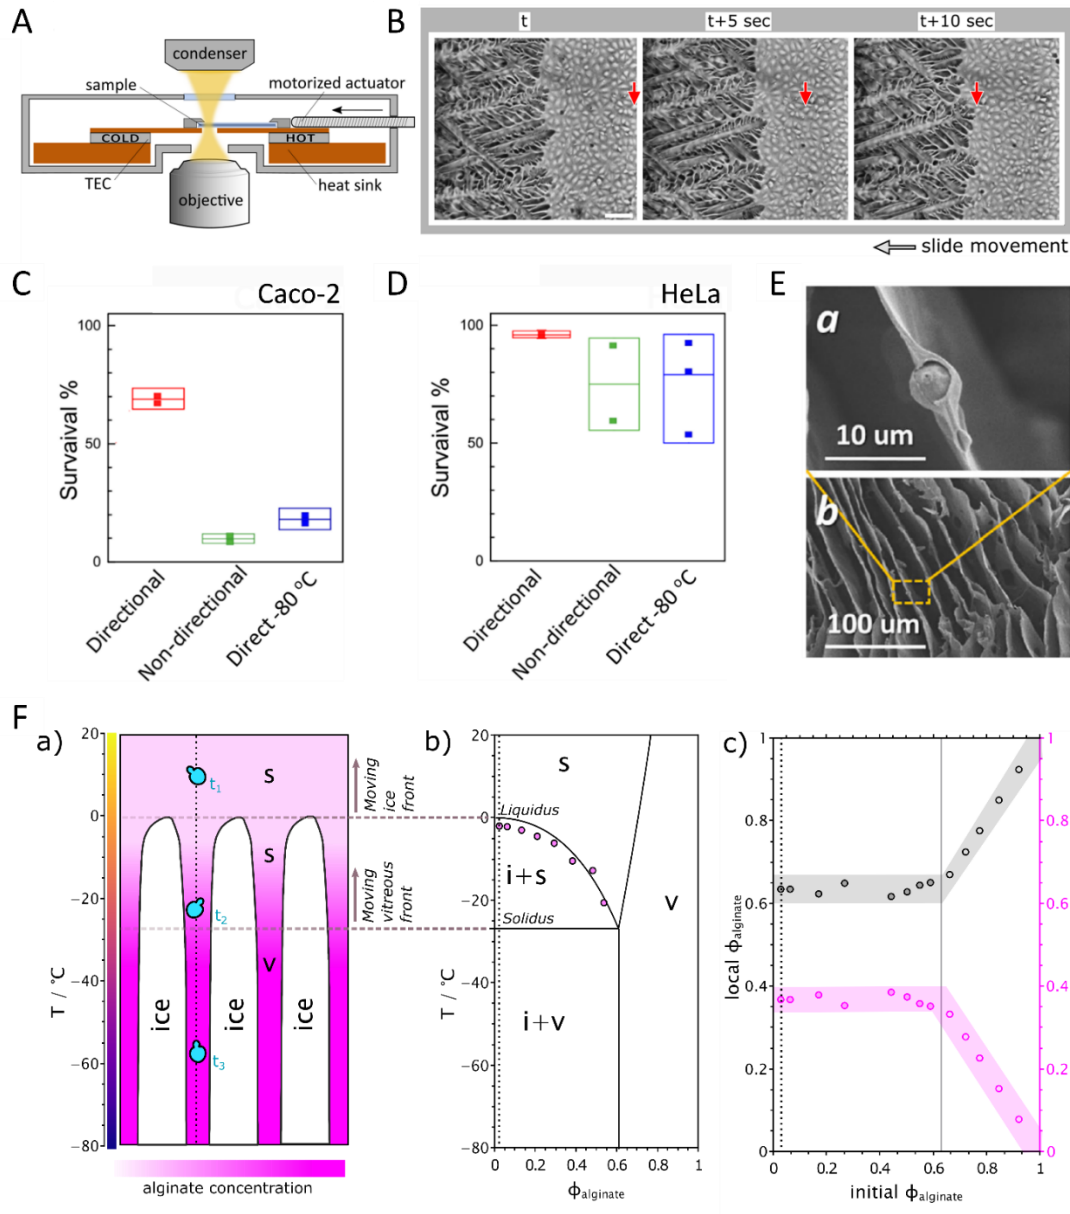 A
condenser
sample
motorized actuator
COLD
HOT
TEC
heat sink
objective
B
t
t+5 sec
t+10 sec
slide movement
C
Caco-2
100
50
0
Survaival %
Directional
Non-directional
Direct -80 °C
D
HeLa
100
50
0
Survaival %
Directional
Non-directional
Direct -80 °C
E
a
10 um
b
100 um
F
a)
20
0
−20
−40
−60
−80
T / °C
s
t1
s
t2
v
ice
ice
ice
t3
alginate concentration
Moving
ice
front
Moving
vitreous
front
b)
20
0
−20
−40
−60
−80
T / °C
s
Liquidus
i+s
Solidus
v
i+v
0
0.2
0.4
0.6
0.8
1
ϕalginate
c)
1
0.8
0.6
0.4
0.2
0
local ϕalginate
1
0.8
0.6
0.4
0.2
0
0
0.2
0.4
0.6
0.8
1
initial ϕalginate